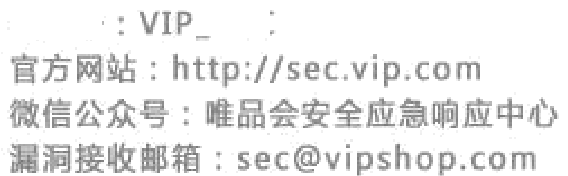 ：VIP_
官方网站：http://sec.vip.com
微信公众号：唯品会安全应急响应中心
漏洞接收邮箱：sec@vipshop.com